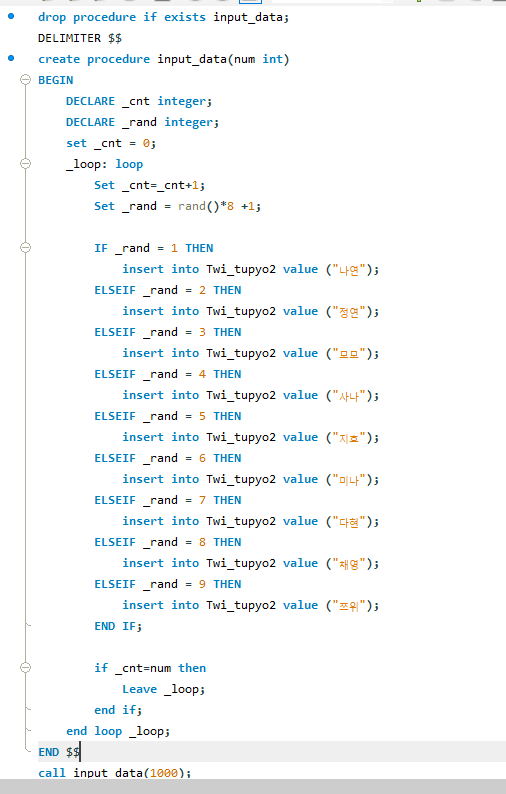 drop procedure if exists input_data;
DELIMITER $$
create procedure input_data(num int)
BEGIN
DECLARE _cnt integer;
DECLARE _rand integer;
set _cnt = 0;
_loop: loop
Set _cnt=_cnt+1;
Set _rand = rand()*8 +1;
IF _rand = 1 THEN
insert into Twi_tupyo2 value ("나연");
ELSEIF _rand = 2 THEN
insert into Twi_tupyo2 value ("정연");
ELSEIF _rand = 3 THEN
insert into Twi_tupyo2 value ("모모");
ELSEIF _rand = 4 THEN
insert into Twi_tupyo2 value ("사나");
ELSEIF _rand = 5 THEN
insert into Twi_tupyo2 value ("지효");
ELSEIF _rand = 6 THEN
insert into Twi_tupyo2 value ("미나");
ELSEIF _rand = 7 THEN
insert into Twi_tupyo2 value ("다현");
ELSEIF _rand = 8 THEN
insert into Twi_tupyo2 value ("채영");
ELSEIF _rand = 9 THEN
insert into Twi_tupyo2 value ("쯔위");
END IF;
if _cnt=num then
Leave _loop;
end if;
end loop _loop;
END $$
call input_data(1000);